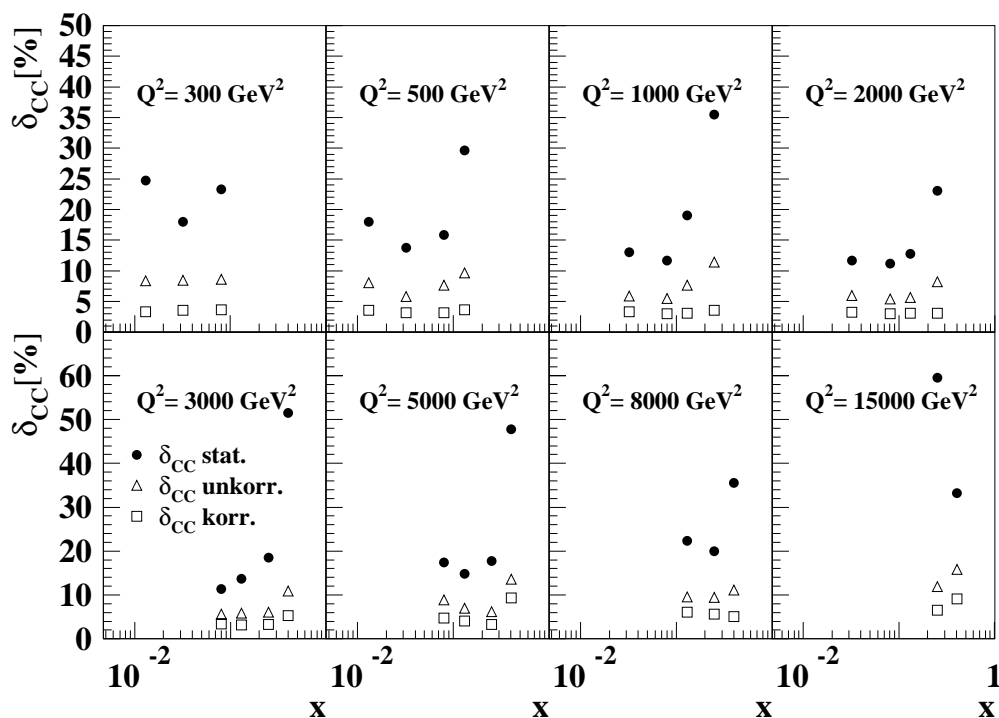 δCC[%]
50
45
40
35
30
25
20
15
10
5
0
Q²= 300 GeV²
Q²= 500 GeV²
Q²= 1000 GeV²
Q²= 2000 GeV²
δCC[%]
60
50
40
30
20
10
0
Q²= 3000 GeV²
Q²= 5000 GeV²
Q²= 8000 GeV²
Q²= 15000 GeV²
δCC stat.
δCC unkorr.
δCC korr.
10⁻² 10⁻² 10⁻² 10⁻² 1
x x x x